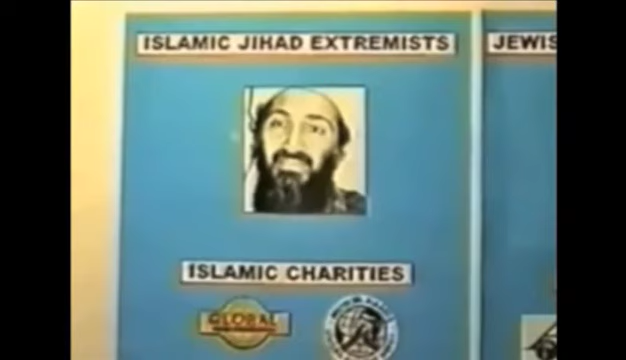 ISLAMIC JIHAD EXTREMISTS
JEWIS
ISLAMIC CHARITIES
GLOBAL